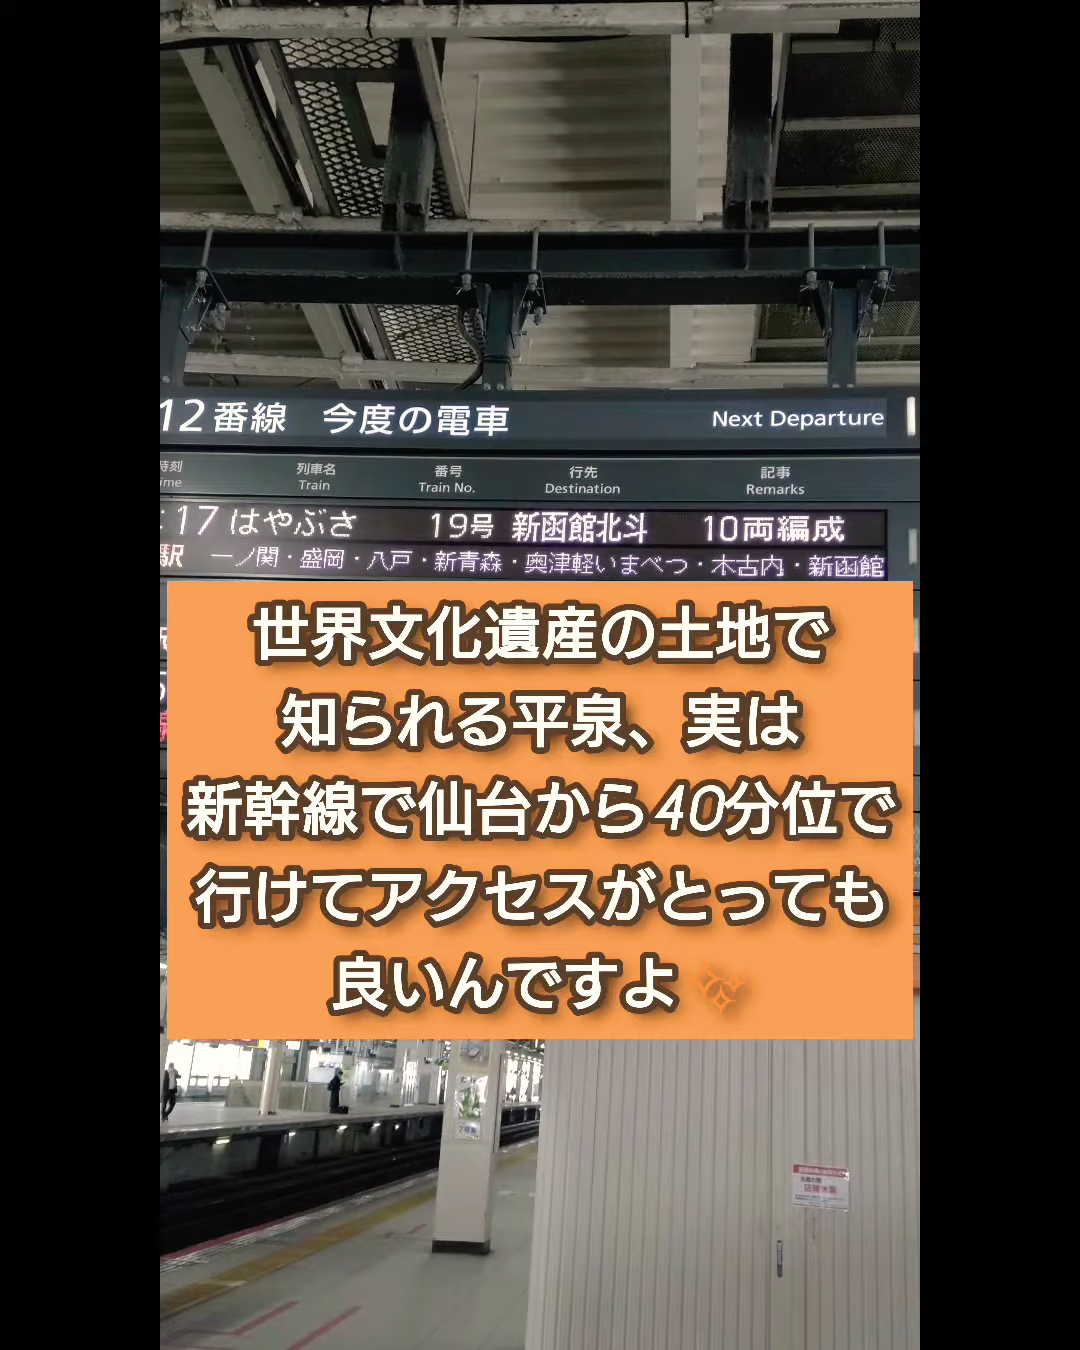 12番線 今度の電車 Next Departure
時刻 列車名 番号 行先 記事
Time Train Train No. Destination Remarks
17 はやぶさ 19号 新函館北斗 10両編成
駅 一ノ関・盛岡・八戸・新青森・奥津軽いまべつ・木古内・新函館
世界文化遺産の土地で
知られる平泉、実は
新幹線で仙台から40分位で
行けてアクセスがとっても
良いんですよ